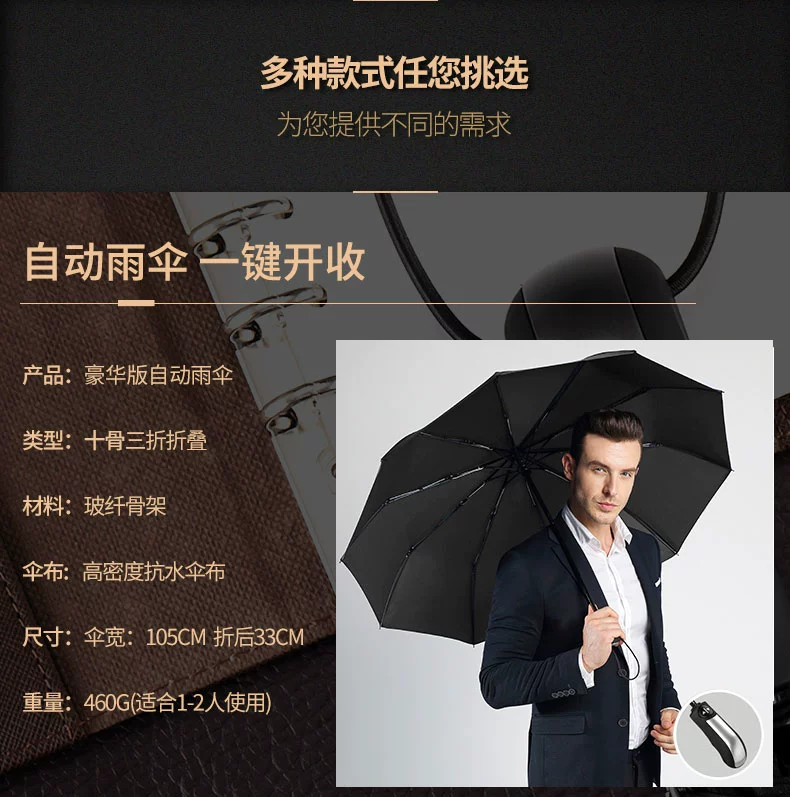 多种款式任您挑选
为您提供不同的需求
自动雨伞 一键开收
产品：豪华版自动雨伞
类型：十骨三折折叠
材料：玻纤骨架
伞布：高密度抗水伞布
尺寸：伞宽：105CM 折后33CM
重量：460G(适合1-2人使用)